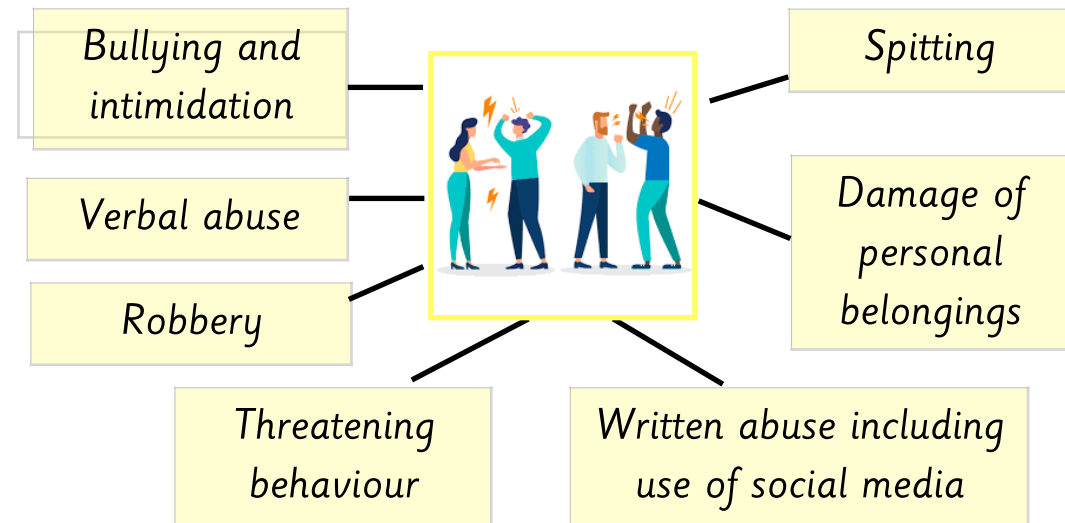 Bullying and
intimidation
Verbal abuse
Robbery
Threatening
behaviour
Written abuse including
use of social media
Spitting
Damage of
personal
belongings